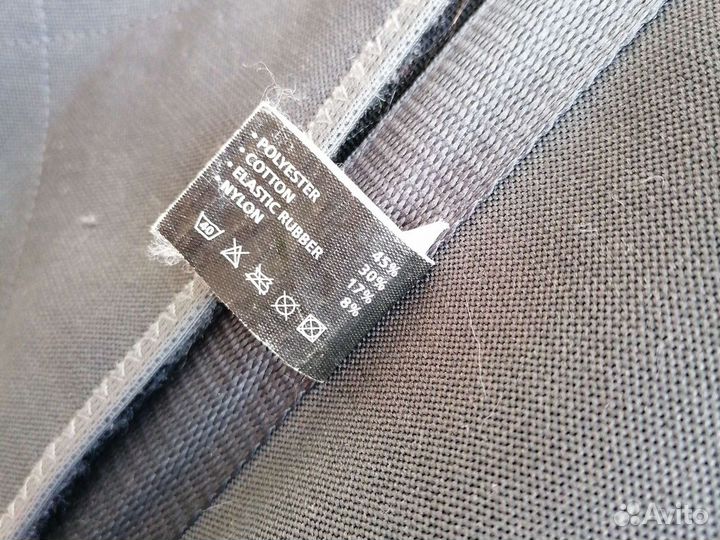 • POLYESTER 45%
• COTTON 30%
• ELASTIC RUBBER 17%
• NYLON 8%
40
Avito